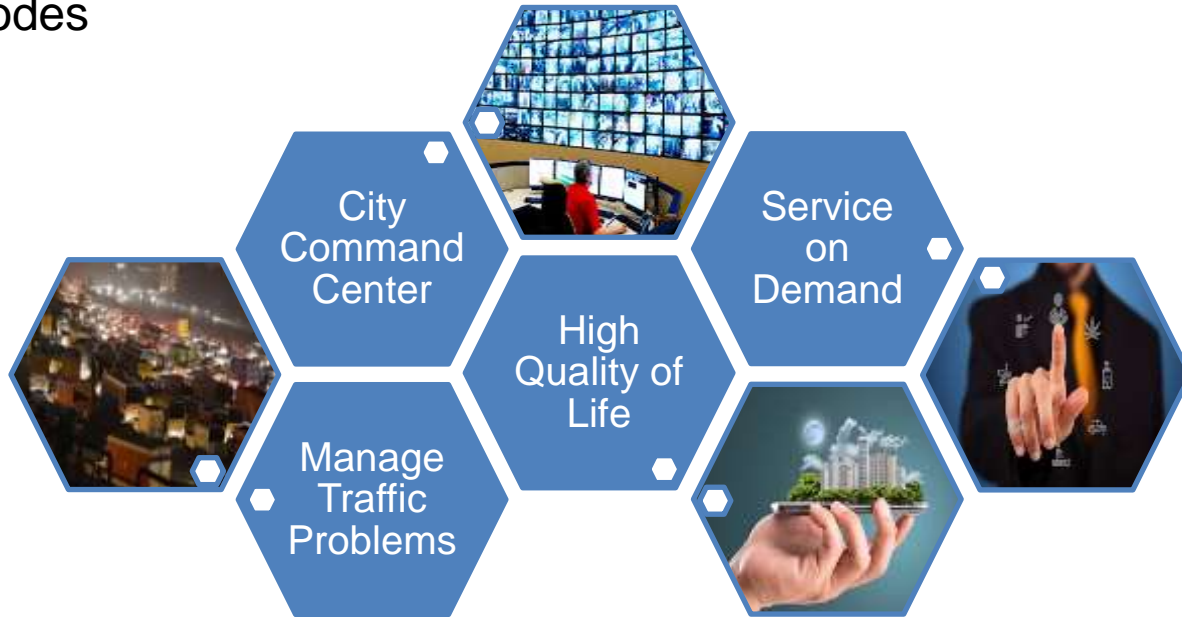 odes
City
Command
Center
Service
on
Demand
High
Quality of
Life
Manage
Traffic
Problems